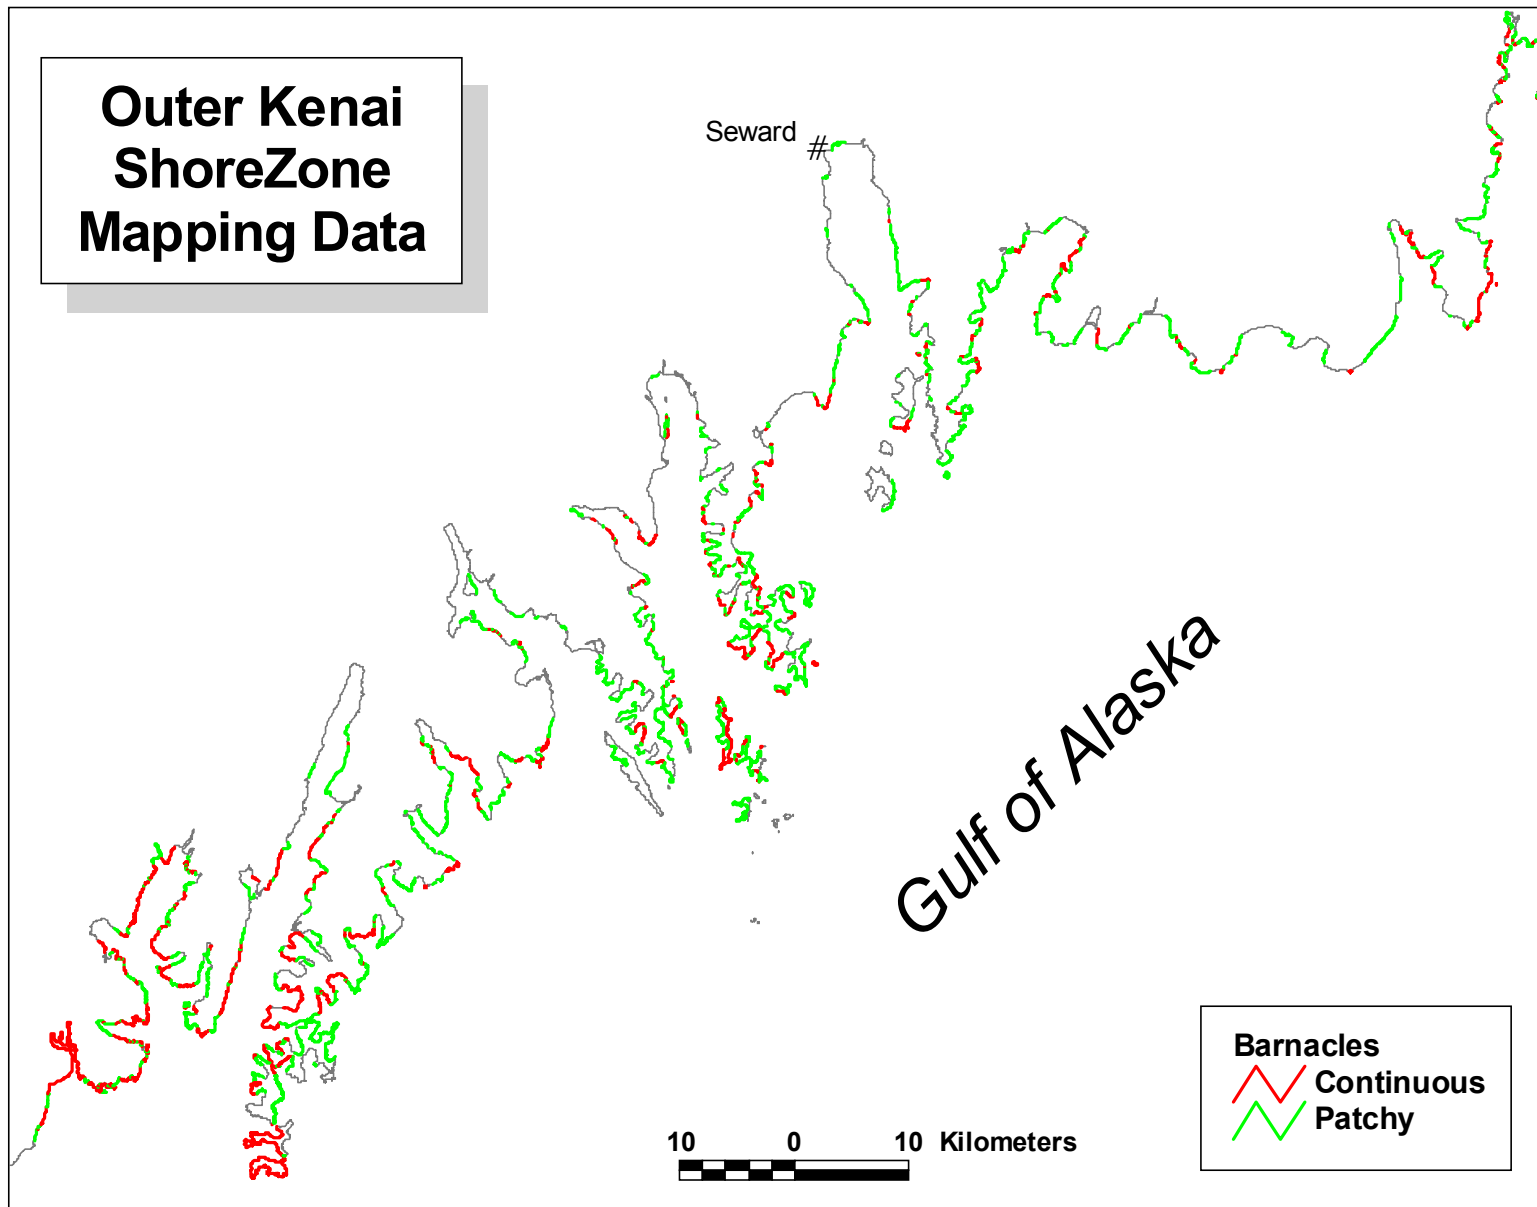 Outer Kenai
ShoreZone
Mapping Data
Seward
#
Gulf of Alaska
Barnacles
Continuous
Patchy
10 0 10 Kilometers